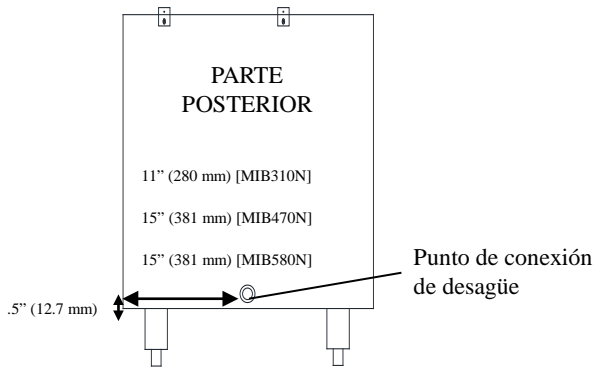 PARTE
POSTERIOR
11” (280 mm) [MIB310N]
15” (381 mm) [MIB470N]
15” (381 mm) [MIB580N]
Punto de conexión
de desagüe
.5” (12.7 mm)